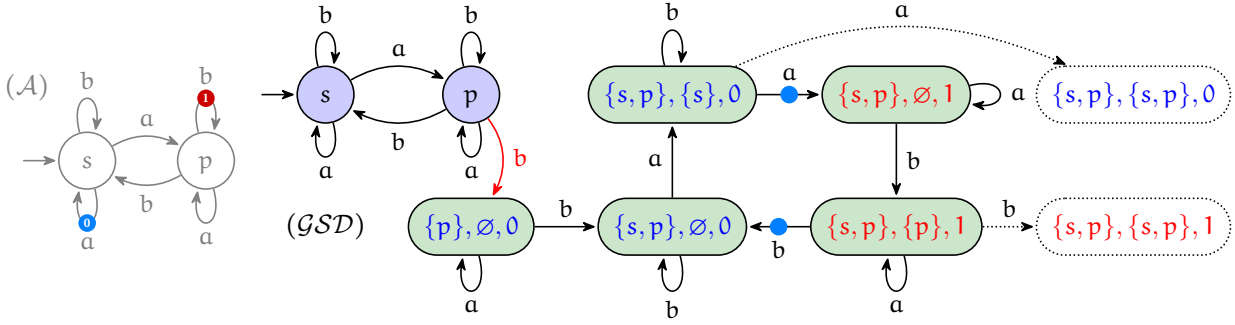 b a b a
{s,p},{s},0 a {s,p},∅,1 a {s,p},{s,p},0
(𝒜) b b 1 s a p
b
s a p a a b a b
b 0 a a
(𝒢𝒮𝒟) {p},∅,0 b {s,p},∅,0 b {s,p},{p},1 b {s,p},{s,p},1
a b a